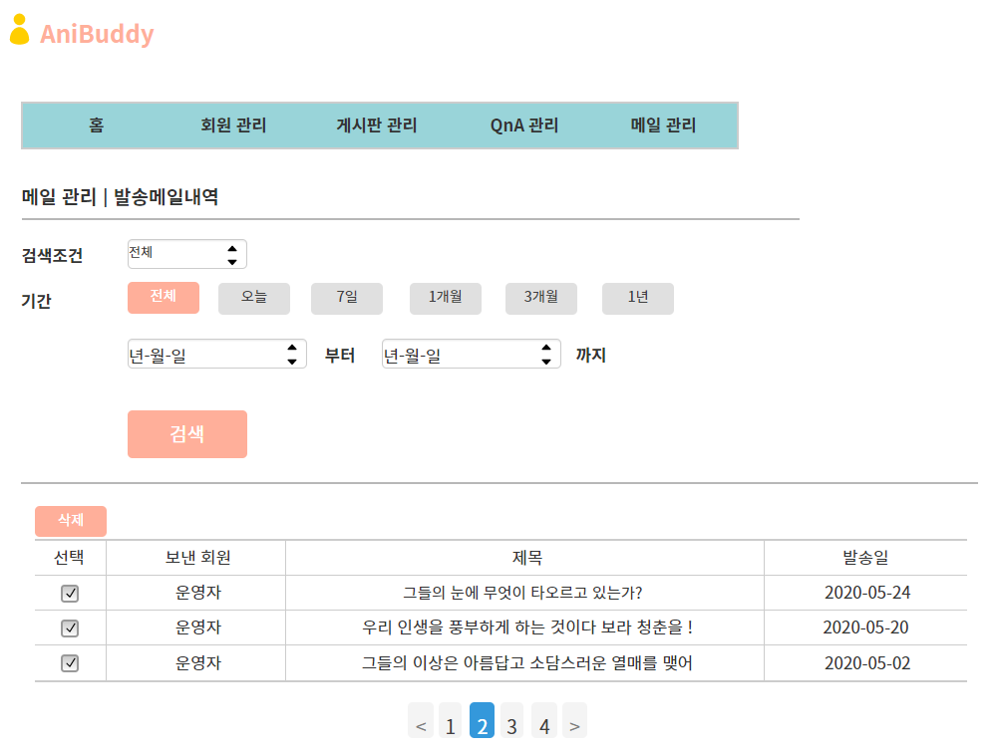 AniBuddy
홈 회원 관리 게시판 관리 QnA 관리 메일 관리
메일 관리 | 발송메일내역
검색조건 전체
기간 전체 오늘 7일 1개월 3개월 1년
년-월-일 부터 년-월-일 까지
검색
삭제
선택 보낸 회원 제목 발송일
운영자 그들의 눈에 무엇이 타오르고 있는가? 2020-05-24
운영자 우리 인생을 풍부하게 하는 것이다 보라 청춘을 ! 2020-05-20
운영자 그들의 이상은 아름답고 소담스러운 열매를 맺어 2020-05-02
< 1 2 3 4 >